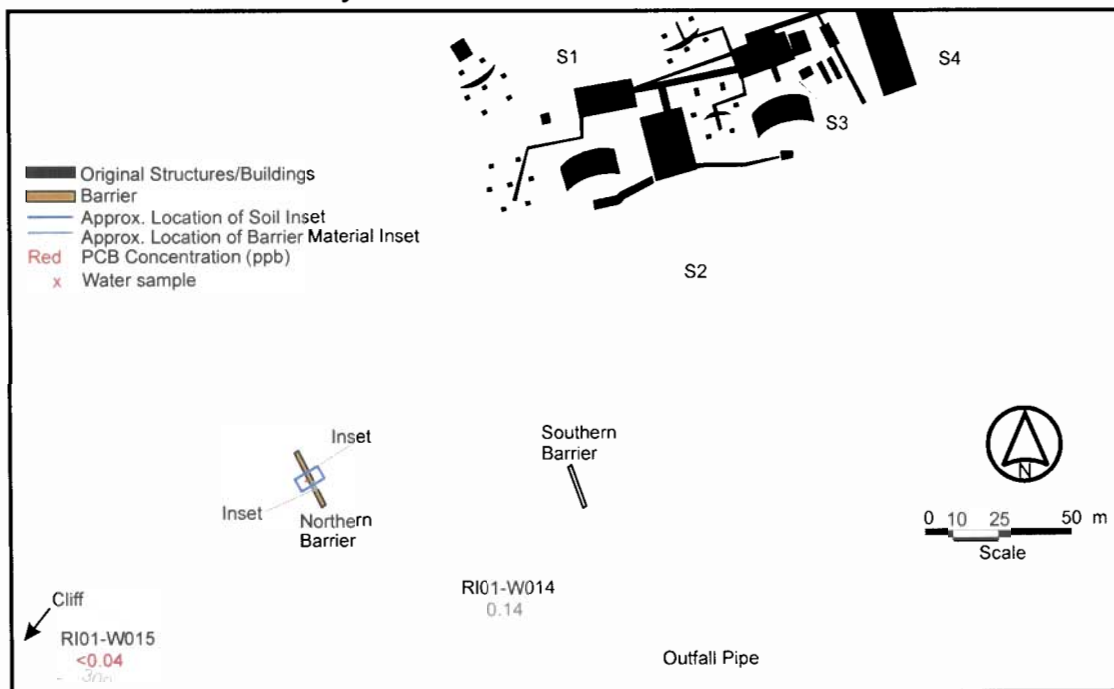 S1
S4
S3
S2
Original Structures/Buildings
Barrier
Approx. Location of Soil Inset
Approx. Location of Barrier Material Inset
Red PCB Concentration (ppb)
x Water sample
Inset
Inset
Northern
Barrier
Southern
Barrier
N
0 10 25 50 m
Scale
Cliff
RI01-W015
<0.04
RI01-W014
0.14
Outfall Pipe